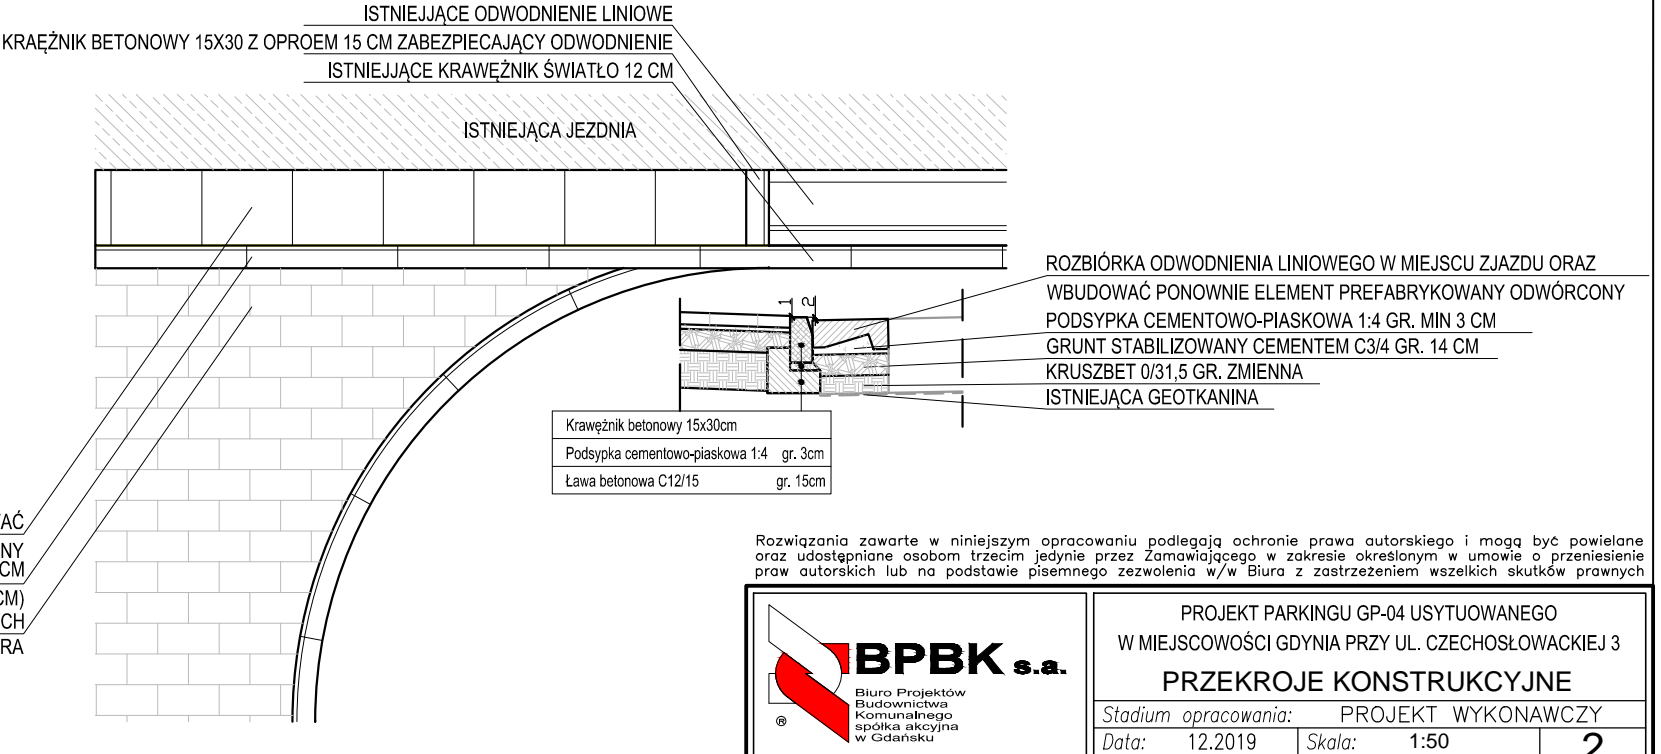 ISTNIEJJĄCE ODWODNIENIE LINIOWE
KRAĘŻNIK BETONOWY 15X30 Z OPROEM 15 CM ZABEZPIECAJĄCY ODWODNIENIE
ISTNIEJJĄCE KRAWĘŻNIK ŚWIATŁO 12 CM
ISTNIEJĄCA JEZDNIA
ROZBIÓRKA ODWODNIENIA LINIOWEGO W MIEJSCU ZJAZDU ORAZ
WBUDOWAĆ PONOWNIE ELEMENT PREFABRYKOWANY ODWÓRCONY
PODSYPKA CEMENTOWO-PIASKOWA 1:4 GR. MIN 3 CM
GRUNT STABILIZOWANY CEMENTEM C3/4 GR. 14 CM
KRUSZBET 0/31,5 GR. ZMIENNA
ISTNIEJĄCA GEOTKANINA
1
2
Krawężnik betonowy 15x30cm
Podsypka cementowo-piaskowa 1:4 gr. 3cm
Ława betonowa C12/15 gr. 15cm
AĆ
NY
CM
CM)
CH
RA
Rozwiązania zawarte w niniejszym opracowaniu podlegają ochronie prawa autorskiego i mogą być powielane
oraz udostępniane osobom trzecim jedynie przez Zamawiającego w zakresie określonym w umowie o przeniesienie
praw autorskich lub na podstawie pisemnego zezwolenia w/w Biura z zastrzeżeniem wszelkich skutków prawnych
BPBK s.a.
Biuro Projektów
Budownictwa
Komunalnego
spółka akcyjna
w Gdańsku
®
PROJEKT PARKINGU GP-04 USYTUOWANEGO
W MIEJSCOWOŚCI GDYNIA PRZY UL. CZECHOSŁOWACKIEJ 3
PRZEKROJE KONSTRUKCYJNE
Stadium opracowania: PROJEKT WYKONAWCZY
Data: 12.2019 Skala: 1:50 2